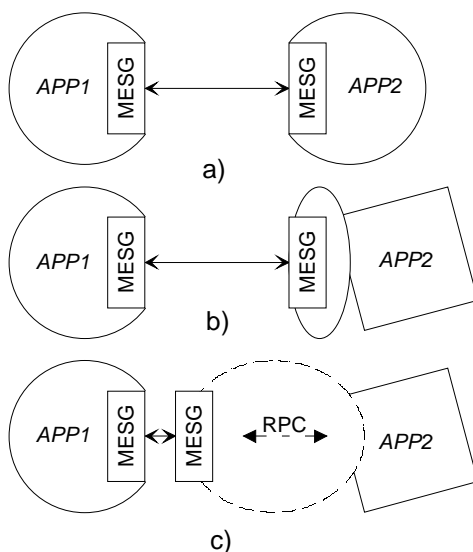 APP1 MESG MESG APP2
a)
APP1 MESG MESG APP2
b)
APP1 MESG MESG RPC APP2
c)